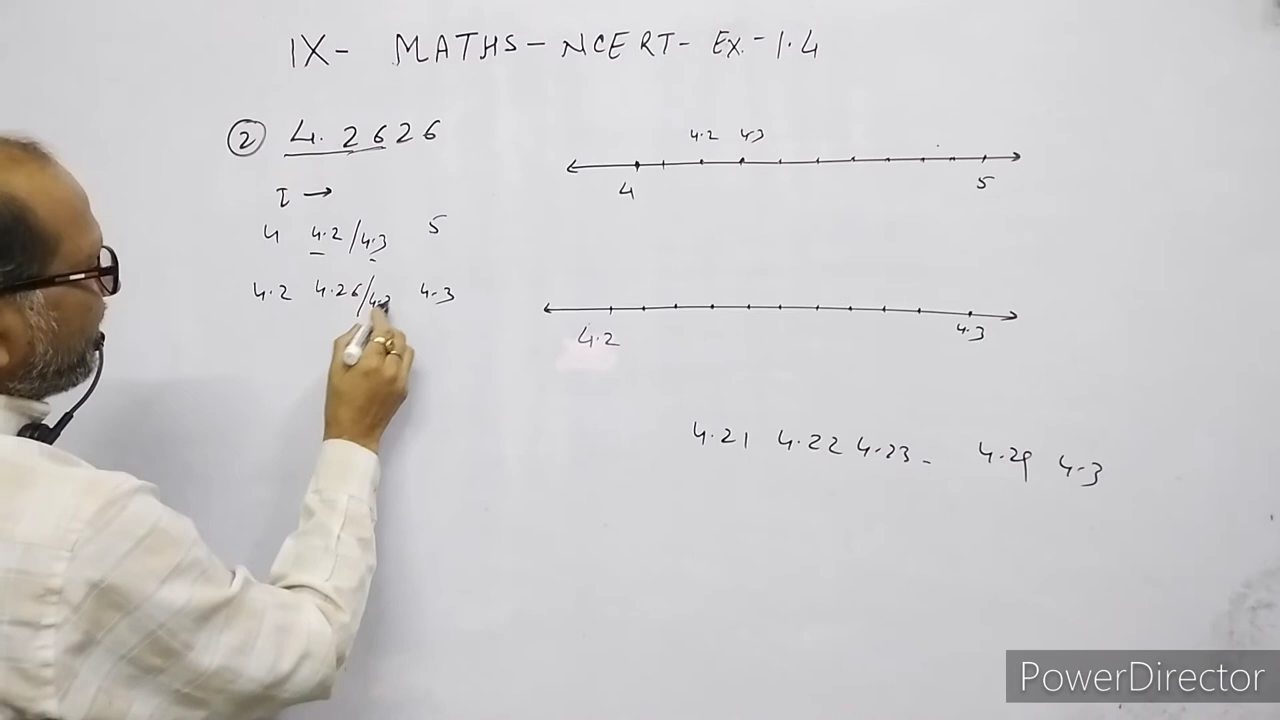 IX- MATHS - NCERT- EX.-1.4
② 4.2626
I →
4 4.2/4.3 5
4.2 4.26/ 4.3
4.2 4.3
4 5
4.2 4.3
4.21 4.22 4.23 - 4.29 4.3
PowerDirector